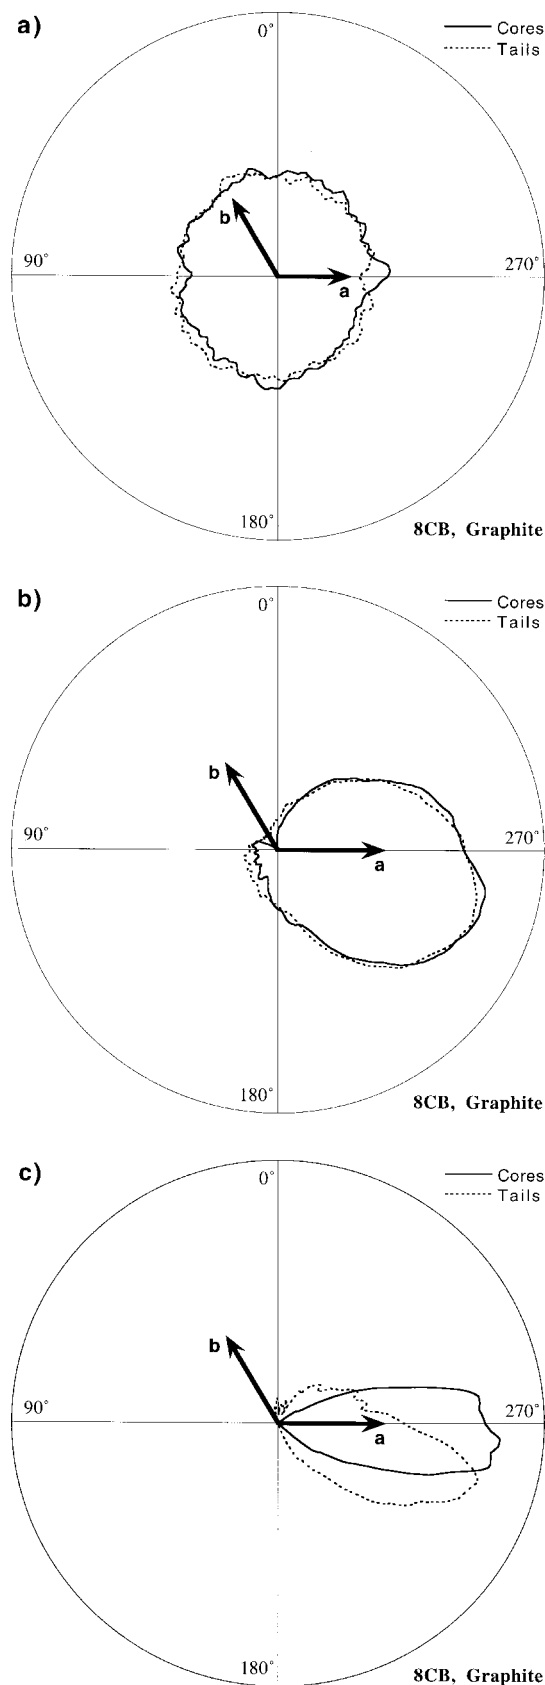 a)
0°
Cores
Tails
b
90°
270°
a
180°
8CB, Graphite
b)
0°
Cores
Tails
b
90°
270°
a
180°
8CB, Graphite
c)
0°
Cores
Tails
b
90°
270°
a
180°
8CB, Graphite